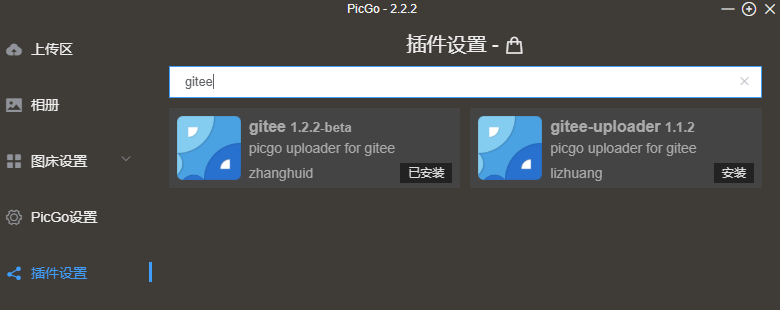 PicGo - 2.2.2
上传区
相册
图床设置
PicGo设置
插件设置
插件设置 -
gitee
gitee 1.2.2-beta
picgo uploader for gitee
zhanghuid
已安装
gitee-uploader 1.1.2
picgo uploader for gitee
lizhuang
安装